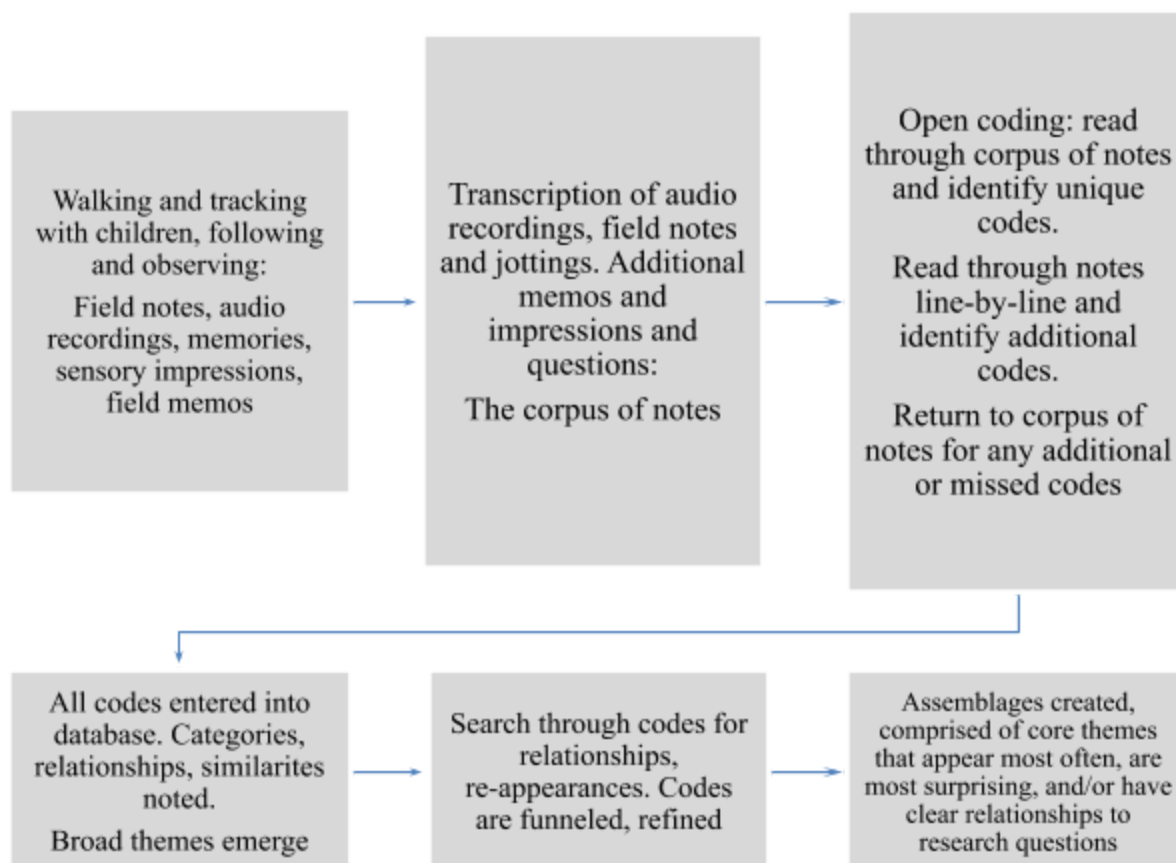 Walking and tracking
with children, following
and observing:
Field notes, audio
recordings, memories,
sensory impressions,
field memos
Transcription of audio
recordings, field notes
and jottings. Additional
memos and
impressions and
questions:
The corpus of notes
Open coding: read
through corpus of notes
and identify unique
codes.
Read through notes
line-by-line and
identify additional
codes.
Return to corpus of
notes for any additional
or missed codes
All codes entered into
database. Categories,
relationships, similarites
noted.
Broad themes emerge
Search through codes for
relationships,
re-appearances. Codes
are funneled, refined
Assemblages created,
comprised of core themes
that appear most often, are
most surprising, and/or have
clear relationships to
research questions